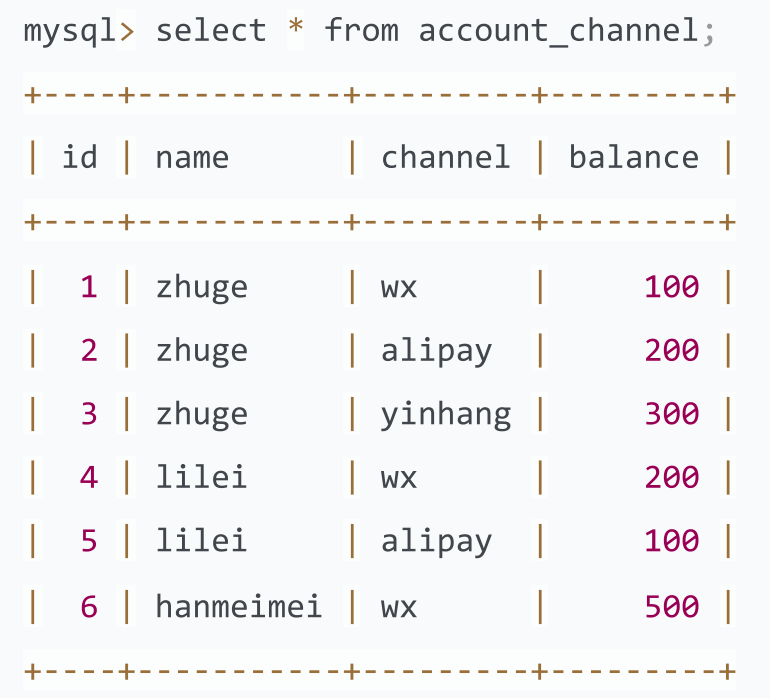 mysql> select * from account_channel;
+----+-----------+---------+---------+
| id | name      | channel | balance |
+----+-----------+---------+---------+
|  1 | zhuge     | wx      |     100 |
|  2 | zhuge     | alipay  |     200 |
|  3 | zhuge     | yinhang |     300 |
|  4 | lilei     | wx      |     200 |
|  5 | lilei     | alipay  |     100 |
|  6 | hanmeimei | wx      |     500 |
+----+-----------+---------+---------+